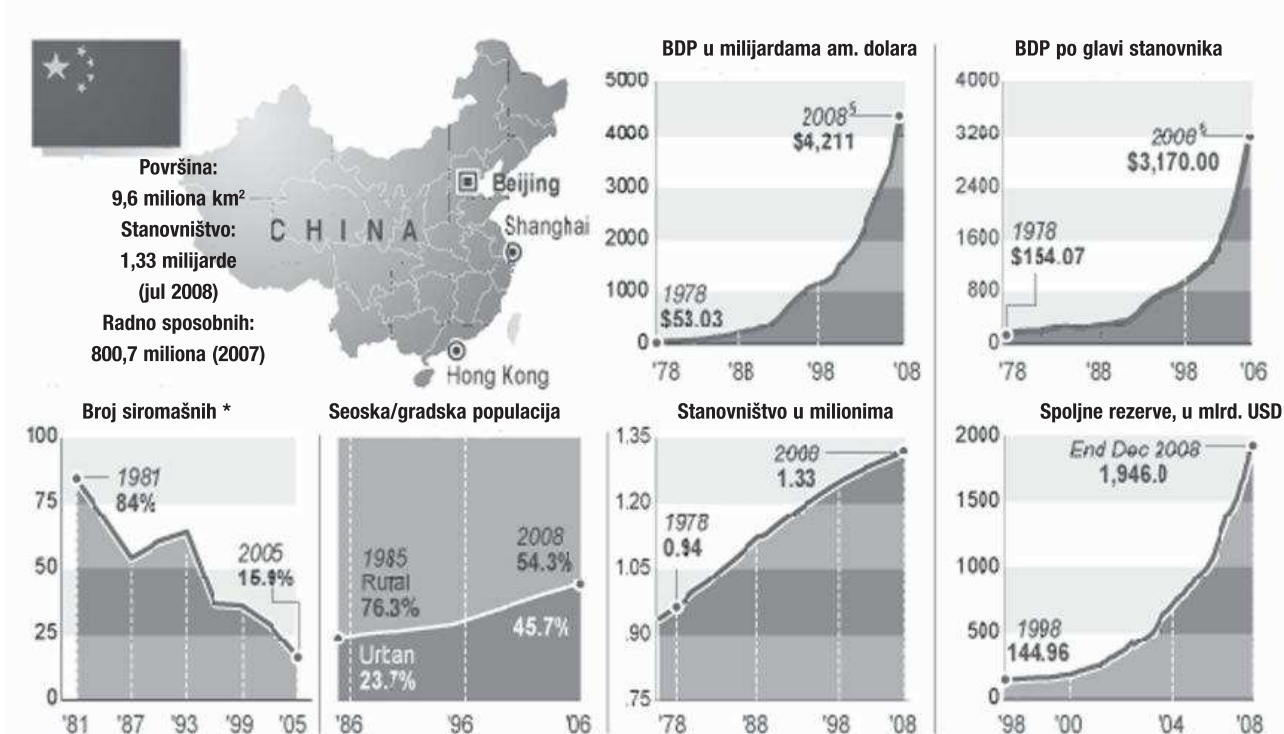 Površina:
9,6 miliona km²
Stanovništvo:
1,33 milijarde
(jul 2008)
Radno sposobnih:
800,7 miliona (2007)
CHINA
Beijing
Shanghai
Hong Kong
BDP u milijardama am. dolara
5000
4000
3000
2000
1000
0
2008§
$4,211
1978
$53.03
'78 '88 '98 '08
BDP po glavi stanovnika
4000
3200
2400
1600
800
0
$3,170.00
1978
$154.07
'78 '88 '98 '06
Broj siromašnih *
100
75
50
25
0
1981
84%
2005
15.9%
'81 '87 '93 '99 '05
Seoska/gradska populacija
1985
Rural
76.3%
2008
54.3%
45.7%
Urban
23.7%
'86 '96 '06
Stanovništvo u milionima
1.35
1.20
1.05
.90
.75
1978
0.94
1.33
'78 '88 '98 '08
Spoljne rezerve, u mlrd. USD
2000
1500
1000
500
0
End Dec 2008
1,946.0
1998
144.96
'98 '00 '04 '08